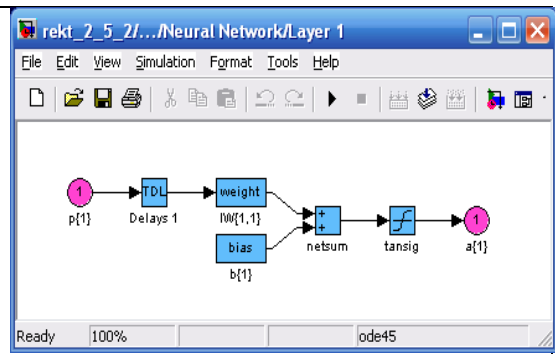 rekt_2_5_2/.../Neural Network/Layer 1
File Edit View Simulation Format Tools Help
1 TDL weight 1
p{1} Delays 1 IW{1,1} netsum tansig a{1}
bias
b{1}
Ready 100% ode45